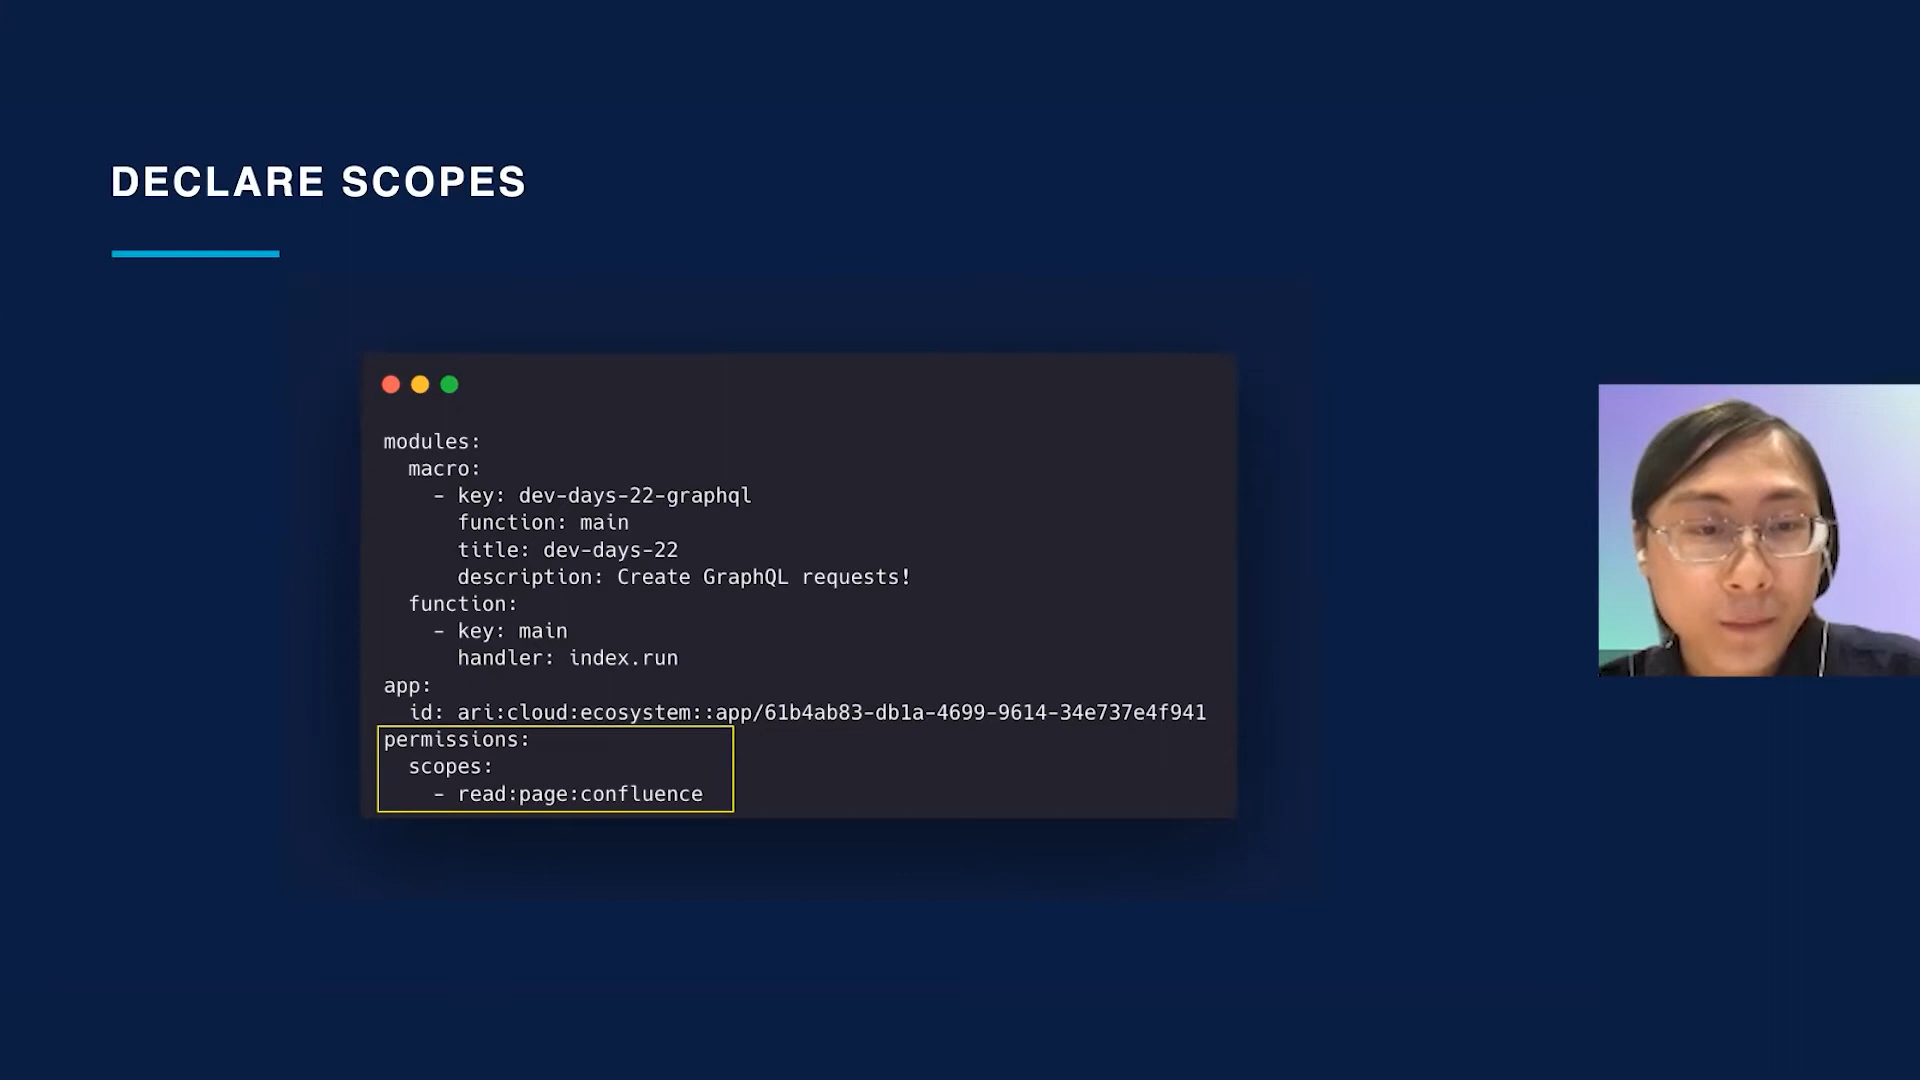 DECLARE SCOPES
modules:
macro:
- key: dev-days-22-graphql
function: main
title: dev-days-22
description: Create GraphQL requests!
function:
- key: main
handler: index.run
app:
id: ari:cloud:ecosystem::app/61b4ab83-db1a-4699-9614-34e737e4f941
permissions:
scopes:
- read:page:confluence